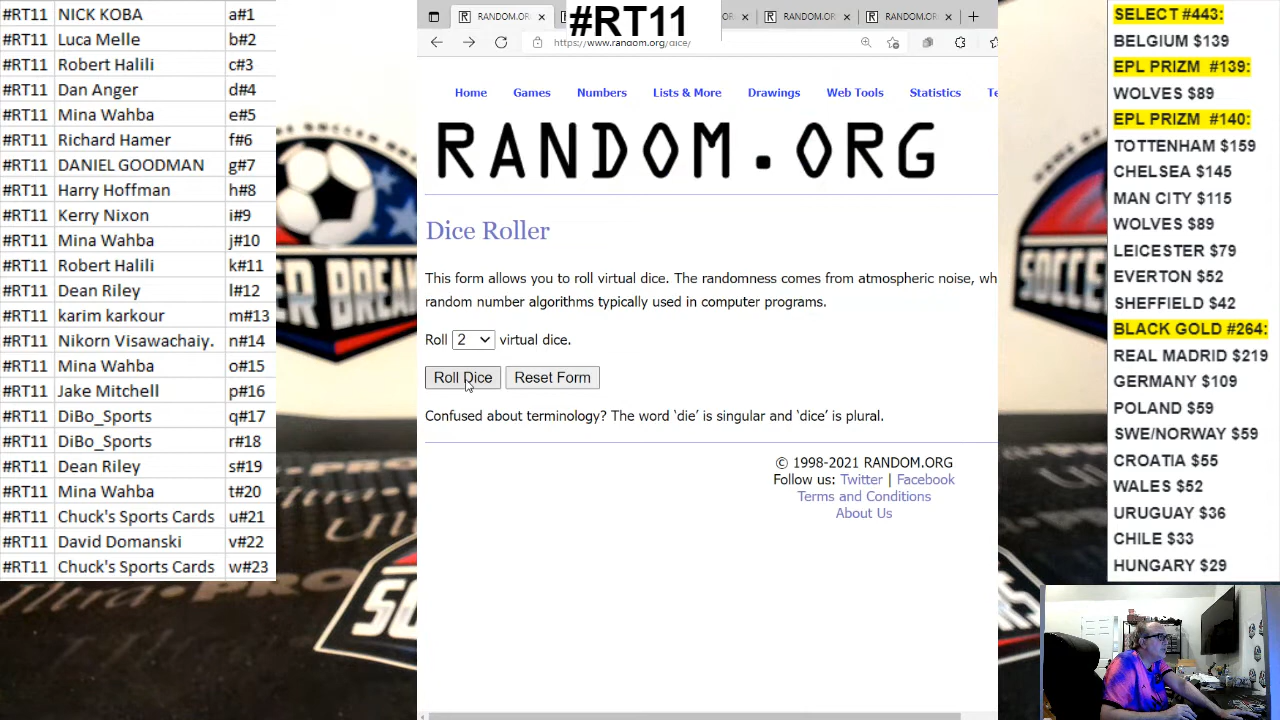 #RT11 NICK KOBA a#1
#RT11 Luca Melle b#2
#RT11 Robert Halili c#3
#RT11 Dan Anger d#4
#RT11 Mina Wahba e#5
#RT11 Richard Hamer f#6
#RT11 DANIEL GOODMAN g#7
#RT11 Harry Hoffman h#8
#RT11 Kerry Nixon i#9
#RT11 Mina Wahba j#10
#RT11 Robert Halili k#11
#RT11 Dean Riley l#12
#RT11 karim karkour m#13
#RT11 Nikorn Visawachaiy. n#14
#RT11 Mina Wahba o#15
#RT11 Jake Mitchell p#16
#RT11 DiBo_Sports q#17
#RT11 DiBo_Sports r#18
#RT11 Dean Riley s#19
#RT11 Mina Wahba t#20
#RT11 Chuck's Sports Cards u#21
#RT11 David Domanski v#22
#RT11 Chuck's Sports Cards w#23
RANDOM.OR
#RT11
RANDOM.OR
RANDOM.OR
https://www.random.org/dice/
Home Games Numbers Lists & More Drawings Web Tools Statistics Te
RANDOM.ORG
Dice Roller
This form allows you to roll virtual dice. The randomness comes from atmospheric noise, wh
random number algorithms typically used in computer programs.
Roll 2 virtual dice.
Roll Dice Reset Form
Confused about terminology? The word ‘die’ is singular and ‘dice’ is plural.
© 1998-2021 RANDOM.ORG
Follow us: Twitter | Facebook
Terms and Conditions
About Us
SELECT #443:
BELGIUM $139
EPL PRIZM #139:
WOLVES $89
EPL PRIZM #140:
TOTTENHAM $159
CHELSEA $145
MAN CITY $115
WOLVES $89
LEICESTER $79
EVERTON $52
SHEFFIELD $42
BLACK GOLD #264:
REAL MADRID $219
GERMANY $109
POLAND $59
SWE/NORWAY $59
CROATIA $55
WALES $52
URUGUAY $36
CHILE $33
HUNGARY $29